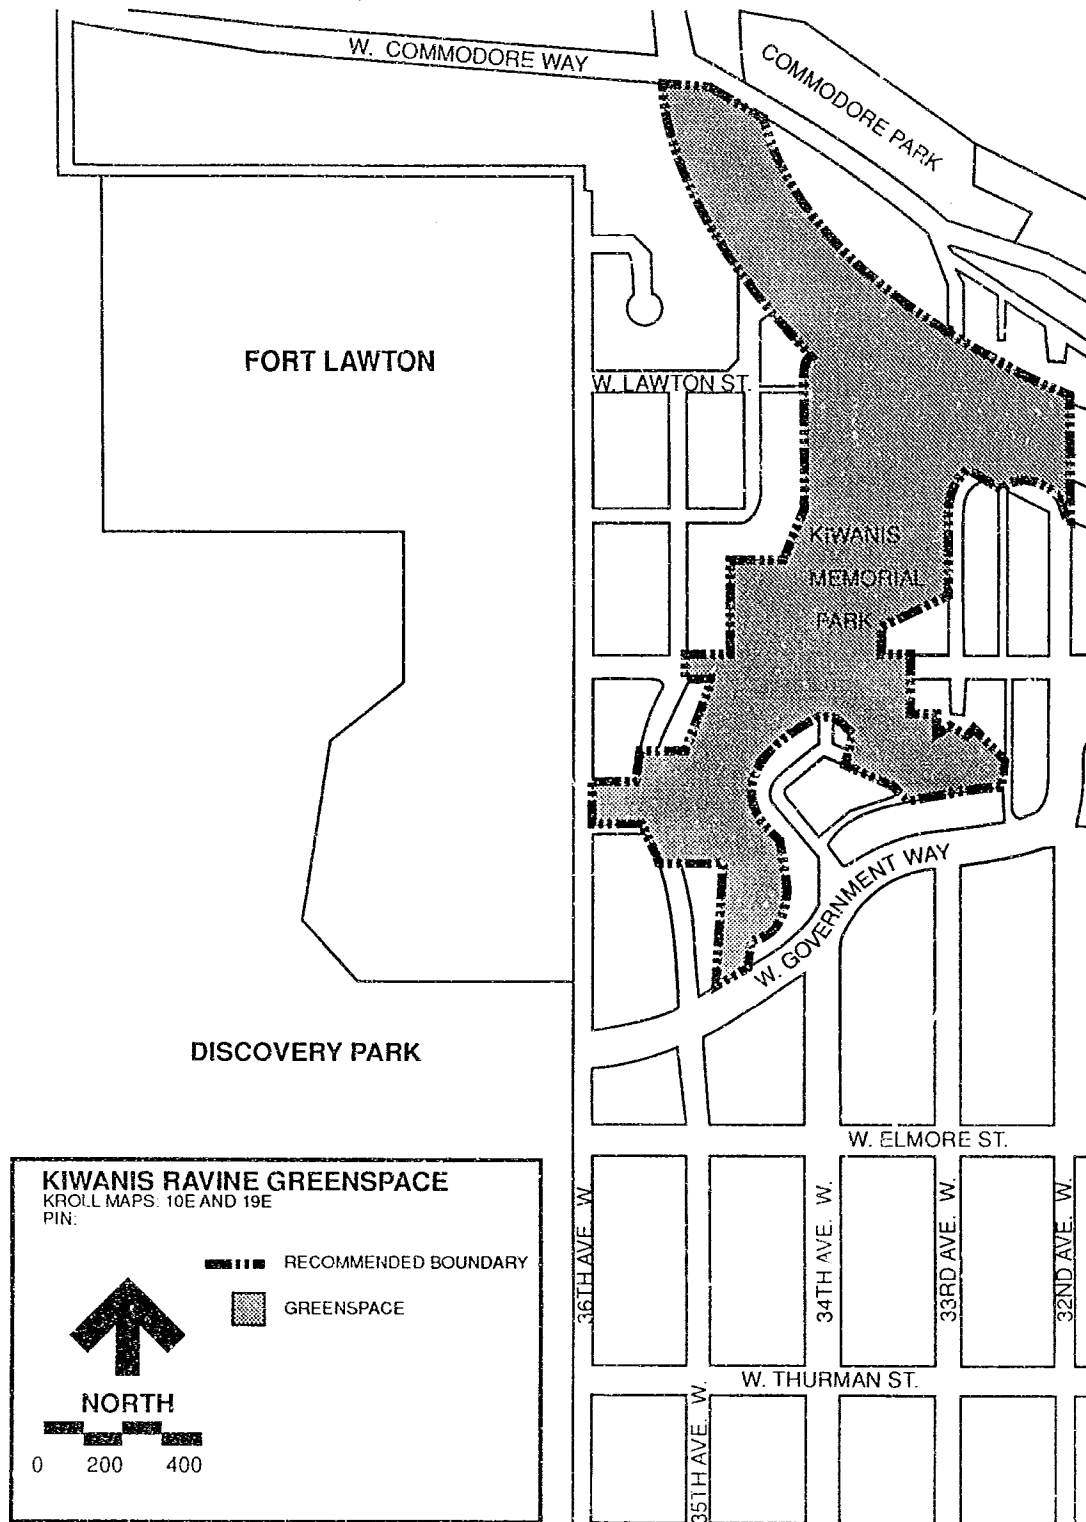 W. COMMODORE WAY
COMMODORE PARK
FORT LAWTON
W. LAWTON ST.
KIWANIS
MEMORIAL
PARK
W. GOVERNMENT WAY
DISCOVERY PARK
W. ELMORE ST.
36TH AVE. W.
34TH AVE. W.
33RD AVE. W.
32ND AVE. W.
W. THURMAN ST.
35TH AVE. W.
KIWANIS RAVINE GREENSPACE
KROLL MAPS: 10E AND 19E
PIN:
RECOMMENDED BOUNDARY
GREENSPACE
NORTH
0 200 400